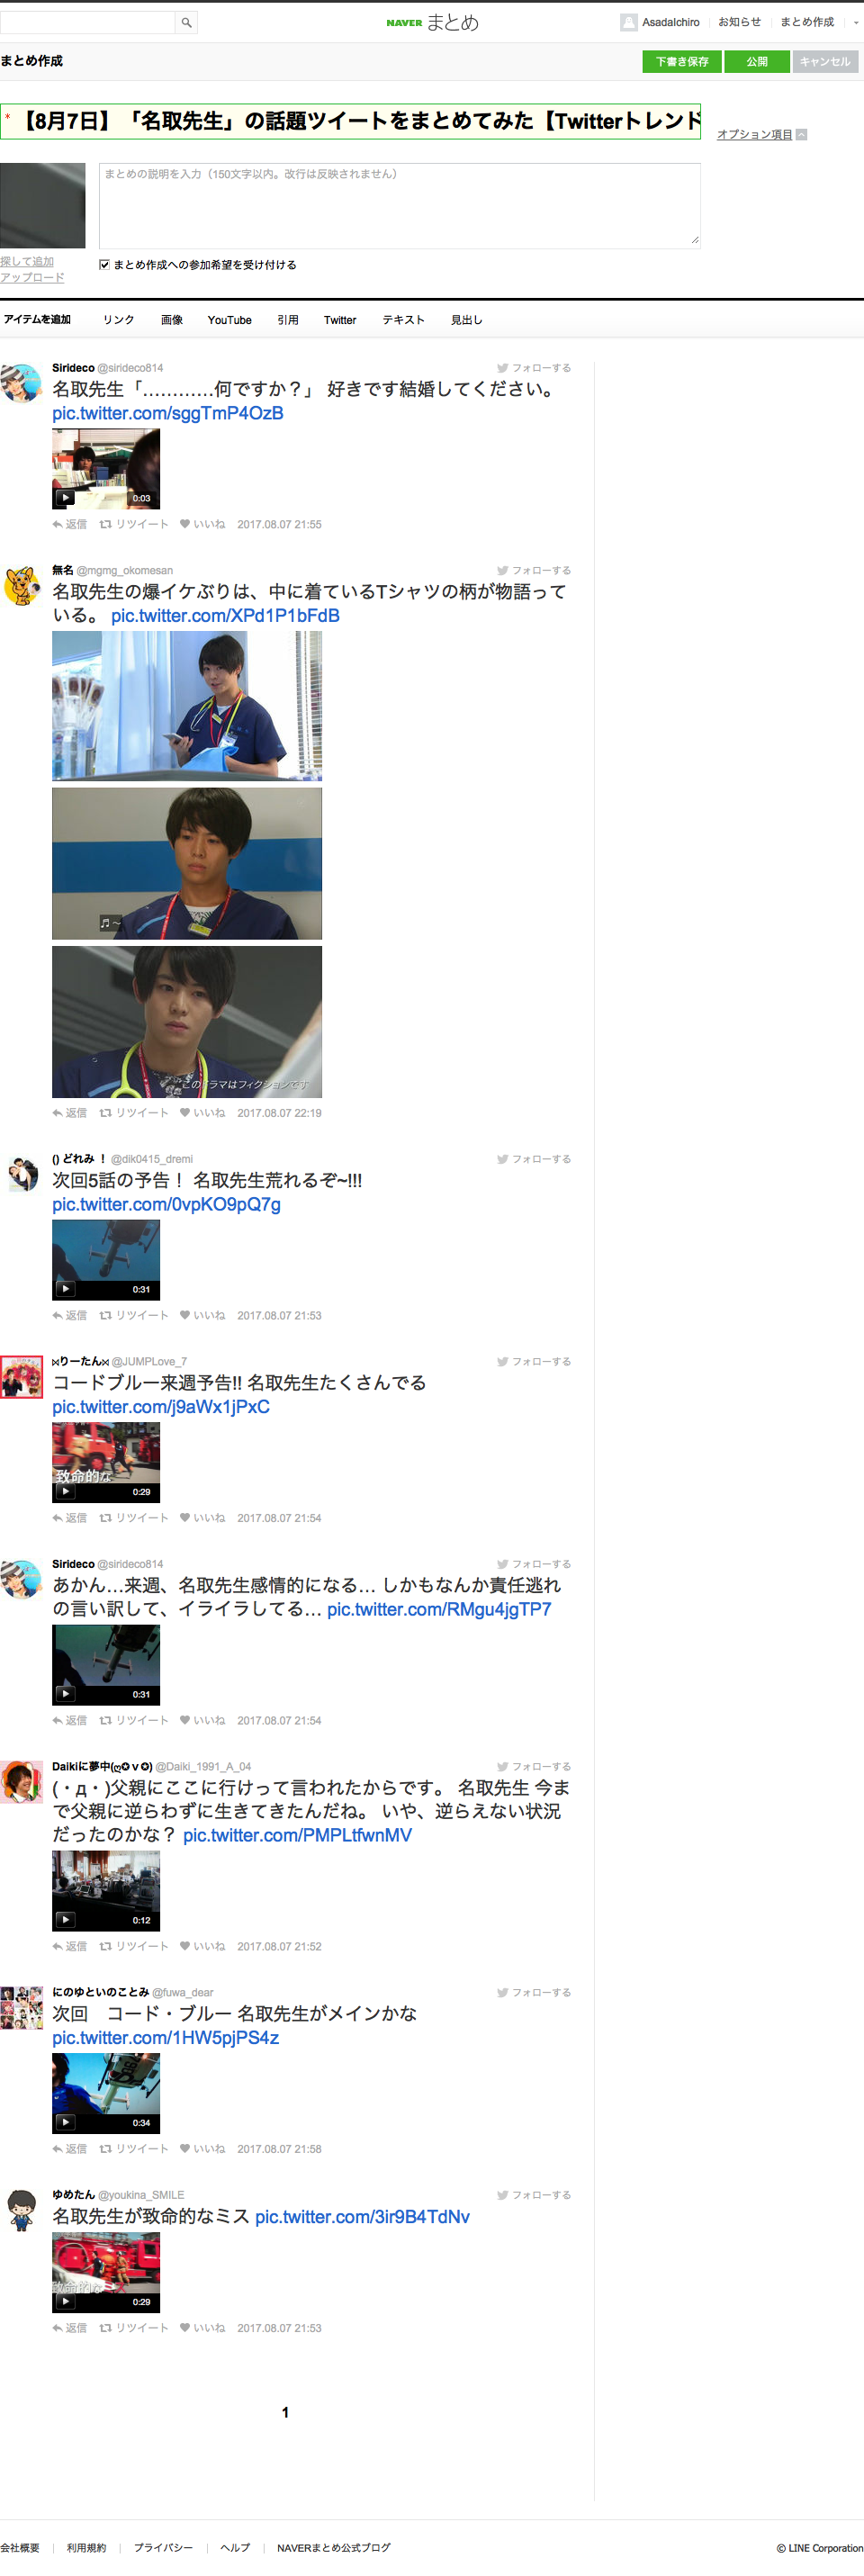 NAVER まとめ
AsadaIchiro お知らせ まとめ作成
まとめ作成
下書き保存 公開 キャンセル
* 【8月7日】「名取先生」の話題ツイートをまとめてみた【Twitterトレンド
オプション項目
まとめの説明を入力（150文字以内。改行は反映されません）
探して追加
アップロード
まとめ作成への参加希望を受け付ける
アイテムを追加 リンク 画像 YouTube 引用 Twitter テキスト 見出し
Sirideco @sirideco814 フォローする
名取先生「…………何ですか？」 好きです結婚してください。
pic.twitter.com/sggTmP4OzB
0:03
返信 リツイート いいね 2017.08.07 21:55
無名 @mgmg_okomesan フォローする
名取先生の爆イケぶりは、中に着ているTシャツの柄が物語って
いる。 pic.twitter.com/XPd1P1bFdB
♬～
このドラマはフィクションです
返信 リツイート いいね 2017.08.07 22:19
() どれみ ！ @dik0415_dremi フォローする
次回5話の予告！ 名取先生荒れるぞ~!!!
pic.twitter.com/0vpKO9pQ7g
0:31
返信 リツイート いいね 2017.08.07 21:53
⋈りーたん⋈ @JUMPLove_7 フォローする
コードブルー来週予告!! 名取先生たくさんでる
pic.twitter.com/j9aWx1jPxC
致命的な
0:29
返信 リツイート いいね 2017.08.07 21:54
Sirideco @sirideco814 フォローする
あかん…来週、名取先生感情的になる… しかもなんか責任逃れ
の言い訳して、イライラしてる… pic.twitter.com/RMgu4jgTP7
0:31
返信 リツイート いいね 2017.08.07 21:54
Daikiに夢中(ღ✪ｖ✪) @Daiki_1991_A_04 フォローする
(・д・)父親にここに行けって言われたからです。 名取先生 今ま
で父親に逆らわずに生きてきたんだね。 いや、逆らえない状況
だったのかな？ pic.twitter.com/PMPLtfwnMV
0:12
返信 リツイート いいね 2017.08.07 21:52
にのゆといのことみ @fuwa_dear フォローする
次回　コード・ブルー 名取先生がメインかな
pic.twitter.com/1HW5pjPS4z
0:34
返信 リツイート いいね 2017.08.07 21:58
ゆめたん @youkina_SMILE フォローする
名取先生が致命的なミス pic.twitter.com/3ir9B4TdNv
致命的なミス
0:29
返信 リツイート いいね 2017.08.07 21:53
1
会社概要 利用規約 プライバシー ヘルプ NAVERまとめ公式ブログ © LINE Corporation